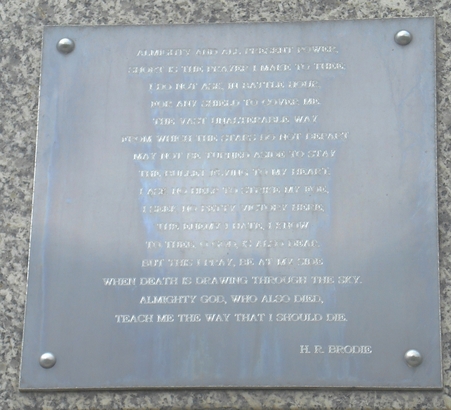 ALMIGHTY AND ALL PRESENT POWER,
SHORT IS THE PRAYER I MAKE TO THEE,
I DO NOT ASK IN BATTLE HOUR
FOR ANY SHIELD TO COVER ME.
THE VAST UNALTERABLE WAY,
FROM WHICH THE STARS DO NOT DEPART
MAY NOT BE TURNED ASIDE TO STAY
THE BULLET FLYING TO MY HEART.
I ASK NO HELP TO STRIKE MY FOE,
I SEEK NO PETTY VICTORY HERE,
THE ENEMY I HATE, I KNOW
TO THEE, O GOD, IS ALSO DEAR.
BUT THIS I PRAY, BE AT MY SIDE
WHEN DEATH IS DRAWING THROUGH THE SKY.
ALMIGHTY GOD, WHO ALSO DIED,
TEACH ME THE WAY THAT I SHOULD DIE.
H. R. BRODIE